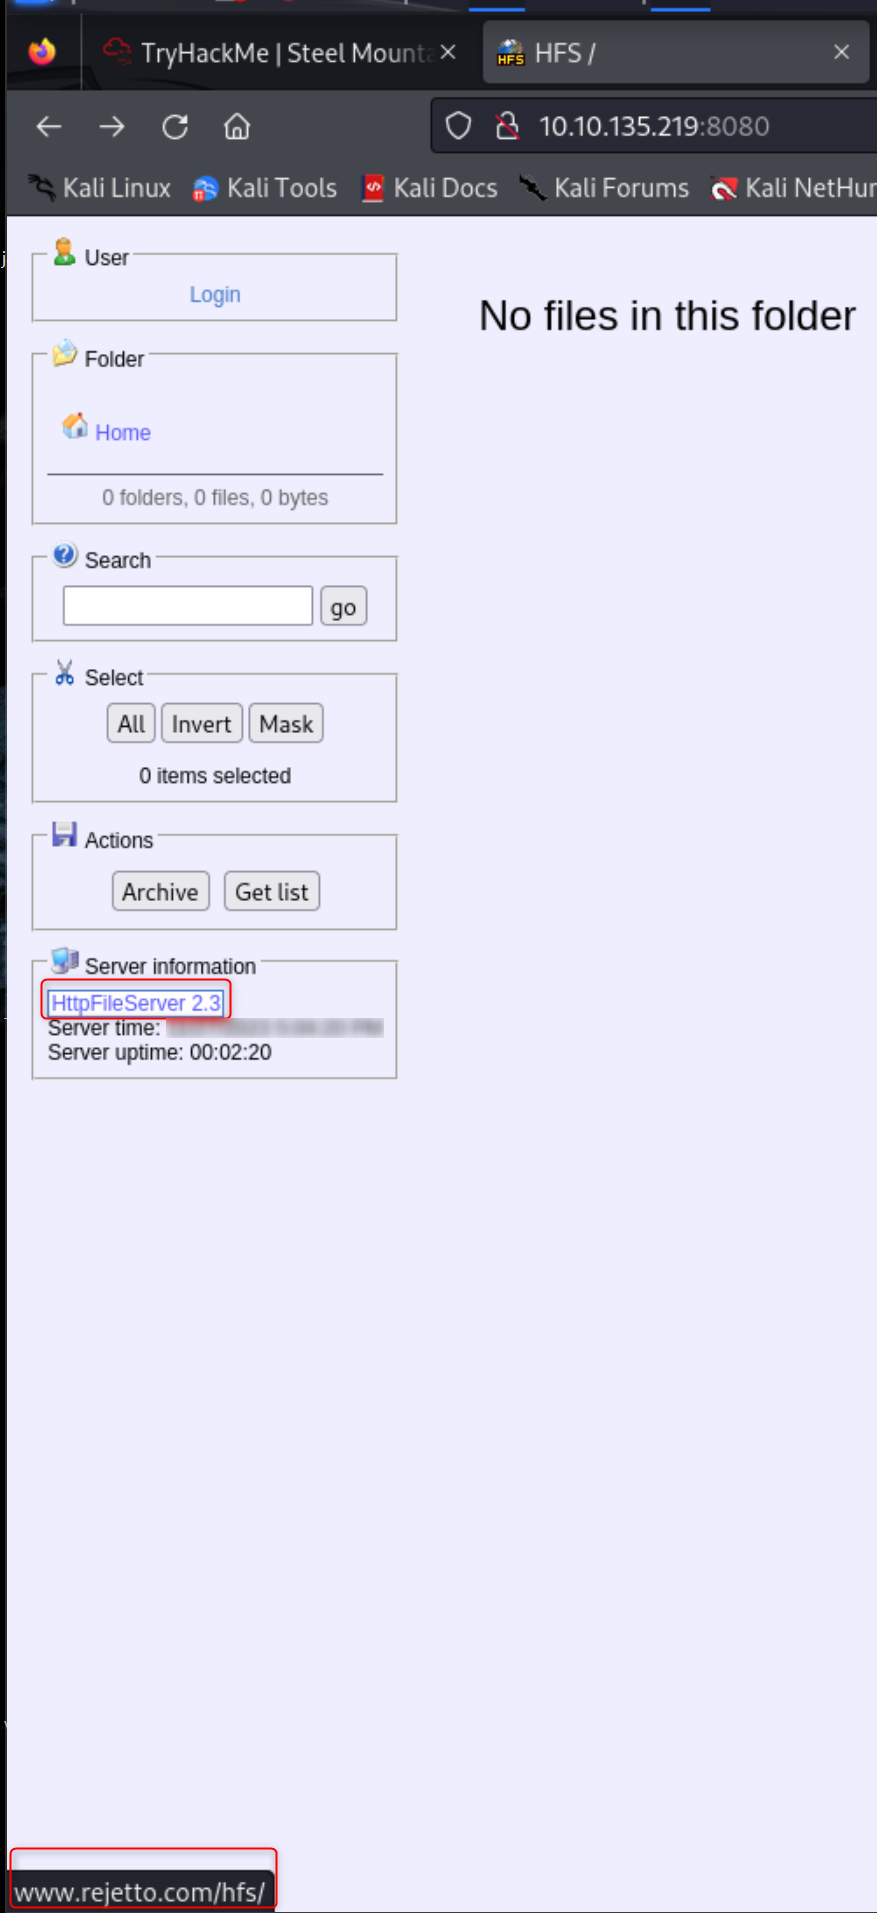 TryHackMe | Steel Mounta
HFS /
10.10.135.219:8080
Kali Linux Kali Tools Kali Docs Kali Forums Kali NetHun
User
Login
No files in this folder
Folder
Home
0 folders, 0 files, 0 bytes
Search
go
Select
All Invert Mask
0 items selected
Actions
Archive Get list
Server information
HttpFileServer 2.3
Server time:
Server uptime: 00:02:20
www.rejetto.com/hfs/